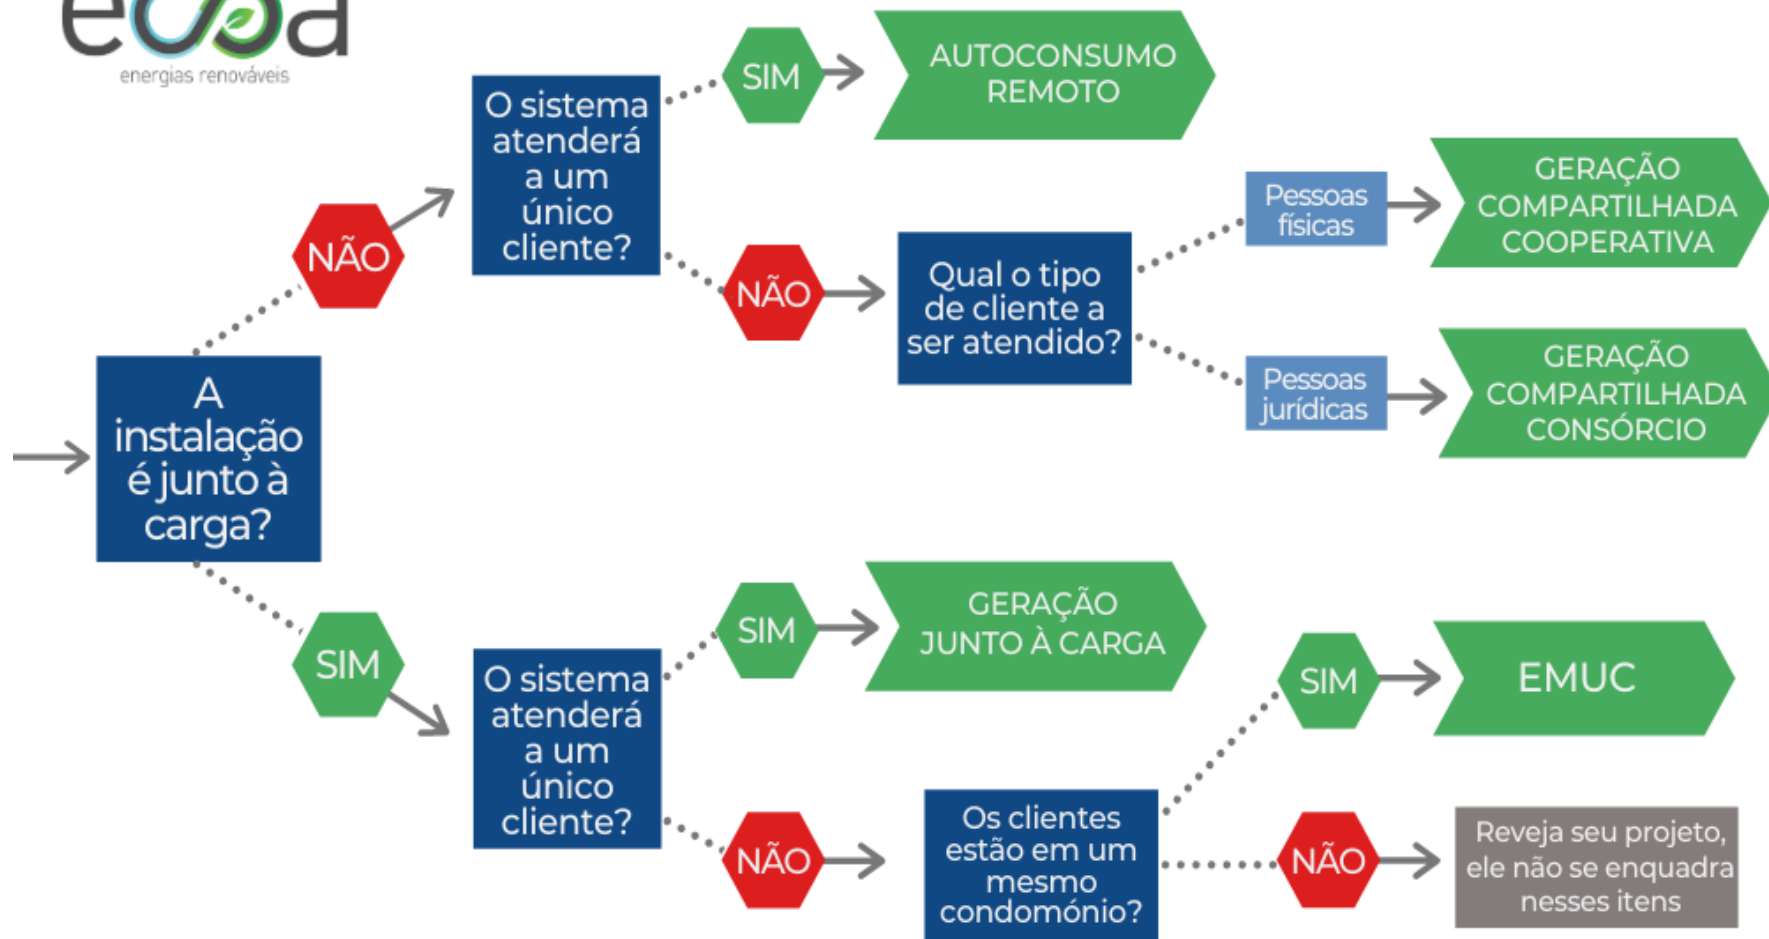 energias renováveis
A
instalação
é junto à
carga?
NÃO
O sistema
atenderá
a um
único
cliente?
SIM
AUTOCONSUMO
REMOTO
NÃO
Qual o tipo
de cliente a
ser atendido?
Pessoas
físicas
GERAÇÃO
COMPARTILHADA
COOPERATIVA
Pessoas
jurídicas
GERAÇÃO
COMPARTILHADA
CONSÓRCIO
SIM
O sistema
atenderá
a um
único
cliente?
SIM
GERAÇÃO
JUNTO À CARGA
NÃO
Os clientes
estão em um
mesmo
condomónio?
SIM
EMUC
NÃO
Reveja seu projeto,
ele não se enquadra
nesses itens